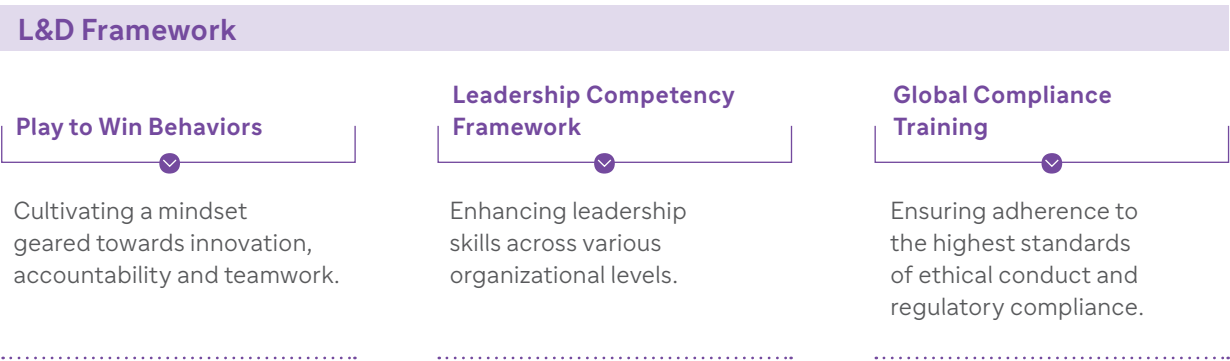 L&D Framework
Play to Win Behaviors
Cultivating a mindset
geared towards innovation,
accountability and teamwork.
Leadership Competency
Framework
Enhancing leadership
skills across various
organizational levels.
Global Compliance
Training
Ensuring adherence to
the highest standards
of ethical conduct and
regulatory compliance.